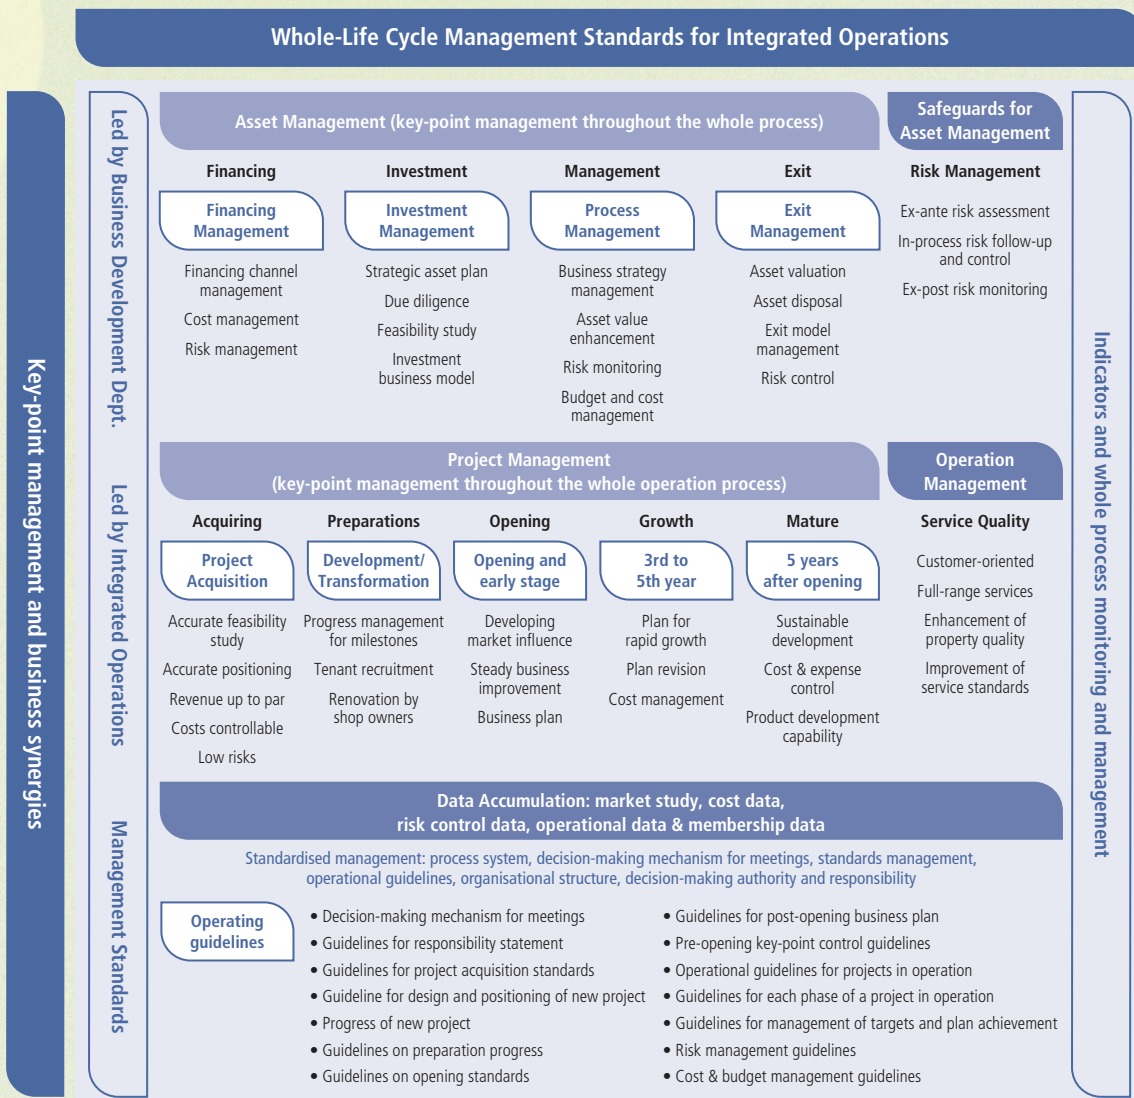 Whole-Life Cycle Management Standards for Integrated Operations
Key-point management and business synergies
Led by Business Development Dept.
Asset Management (key-point management throughout the whole process)
Financing
Financing
Management
Financing channel
management
Cost management
Risk management
Investment
Investment
Management
Strategic asset plan
Due diligence
Feasibility study
Investment
business model
Management
Process
Management
Business strategy
management
Asset value
enhancement
Risk monitoring
Budget and cost
management
Exit
Exit
Management
Asset valuation
Asset disposal
Exit model
management
Risk control
Safeguards for
Asset Management
Risk Management
Ex-ante risk assessment
In-process risk follow-up
and control
Ex-post risk monitoring
Led by Integrated Operations
Project Management
(key-point management throughout the whole operation process)
Acquiring
Project
Acquisition
Accurate feasibility
study
Accurate positioning
Revenue up to par
Costs controllable
Low risks
Preparations
Development/
Transformation
Progress management
for milestones
Tenant recruitment
Renovation by
shop owners
Opening
Opening and
early stage
Developing
market influence
Steady business
improvement
Business plan
Growth
3rd to
5th year
Plan for
rapid growth
Plan revision
Cost management
Mature
5 years
after opening
Sustainable
development
Cost & expense
control
Product development
capability
Operation
Management
Service Quality
Customer-oriented
Full-range services
Enhancement of
property quality
Improvement of
service standards
Management Standards
Data Accumulation: market study, cost data,
risk control data, operational data & membership data
Standardised management: process system, decision-making mechanism for meetings, standards management,
operational guidelines, organisational structure, decision-making authority and responsibility
Operating
guidelines
• Decision-making mechanism for meetings
• Guidelines for responsibility statement
• Guidelines for project acquisition standards
• Guideline for design and positioning of new project
• Progress of new project
• Guidelines on preparation progress
• Guidelines on opening standards
• Guidelines for post-opening business plan
• Pre-opening key-point control guidelines
• Operational guidelines for projects in operation
• Guidelines for each phase of a project in operation
• Guidelines for management of targets and plan achievement
• Risk management guidelines
• Cost & budget management guidelines
Indicators and whole process monitoring and management